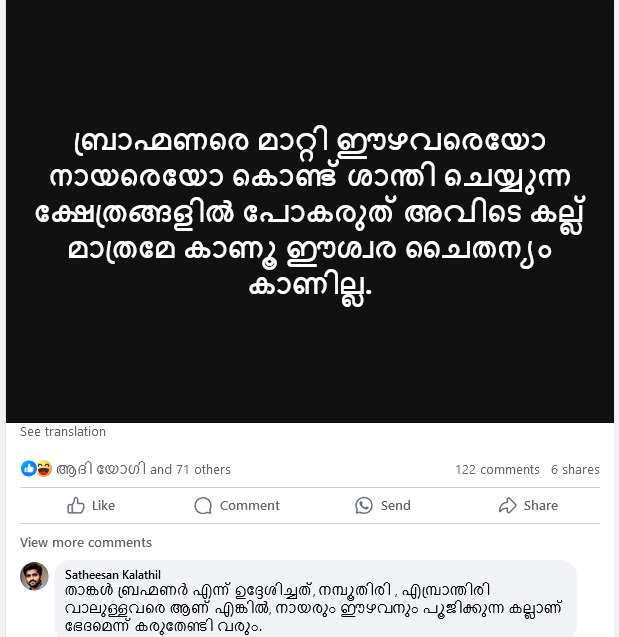 ബ്രാഹ്മണരെ മാറ്റി ഈഴവരെയോ
നായരെയോ കൊണ്ട് ശാന്തി ചെയ്യുന്ന
ക്ഷേത്രങ്ങളിൽ പോകരുത് അവിടെ കല്ല്
മാത്രമേ കാണൂ ഈശ്വര ചൈതന്യം
കാണില്ല.
See translation
ആദി യോഗി and 71 others
122 comments 6 shares
Like Comment Send Share
View more comments
Satheesan Kalathil
താങ്കൾ ബ്രഹ്മണർ എന്ന് ഉദ്ദേശിച്ചത്, നമ്പൂതിരി , എമ്പ്രാന്തിരി
വാലുള്ളവരെ ആണ് എങ്കിൽ, നായരും ഈഴവനും പൂജിക്കുന്ന കല്ലാണ്
ഭേദമെന്ന് കരുതേണ്ടി വരും.